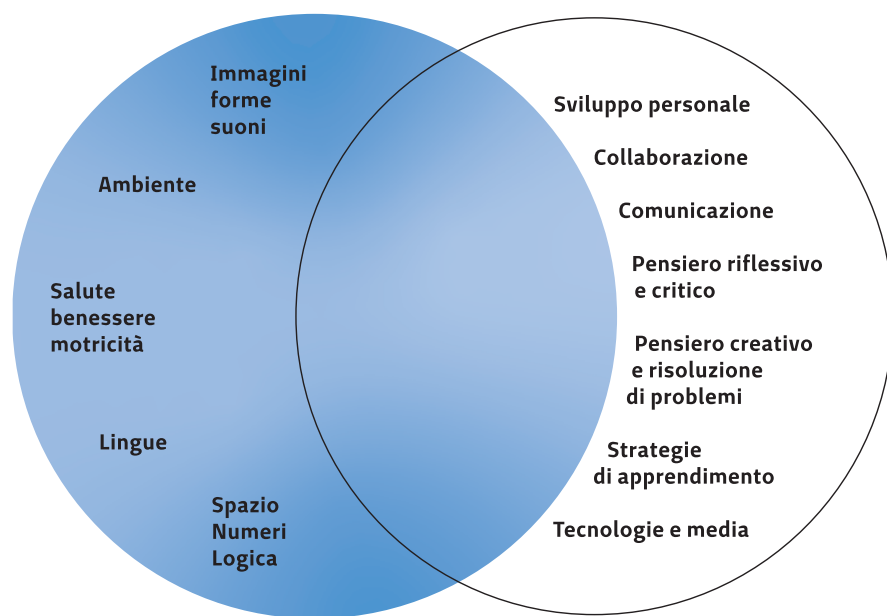 Immagini
forme
suoni
Ambiente
Salute
benessere
motricità
Lingue
Spazio
Numeri
Logica
Sviluppo personale
Collaborazione
Comunicazione
Pensiero riflessivo
e critico
Pensiero creativo
e risoluzione
di problemi
Strategie
di apprendimento
Tecnologie e media